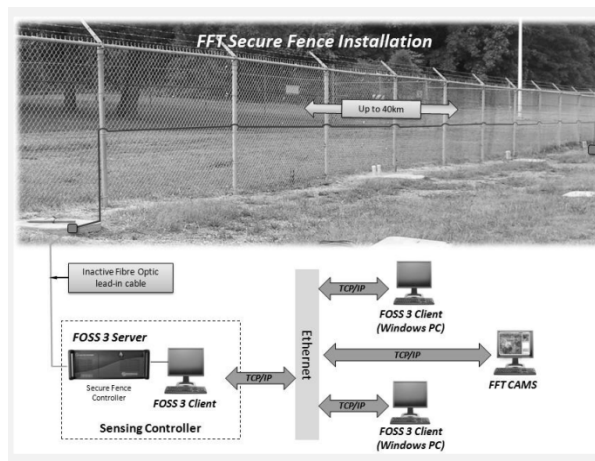 FFT Secure Fence Installation
Up to 40km
Inactive Fibre Optic
lead-in cable
FOSS 3 Server
Secure Fence
Controller
FOSS 3 Client
Sensing Controller
TCP/IP
Ethernet
TCP/IP
FOSS 3 Client
(Windows PC)
TCP/IP
FFT CAMS
TCP/IP
FOSS 3 Client
(Windows PC)